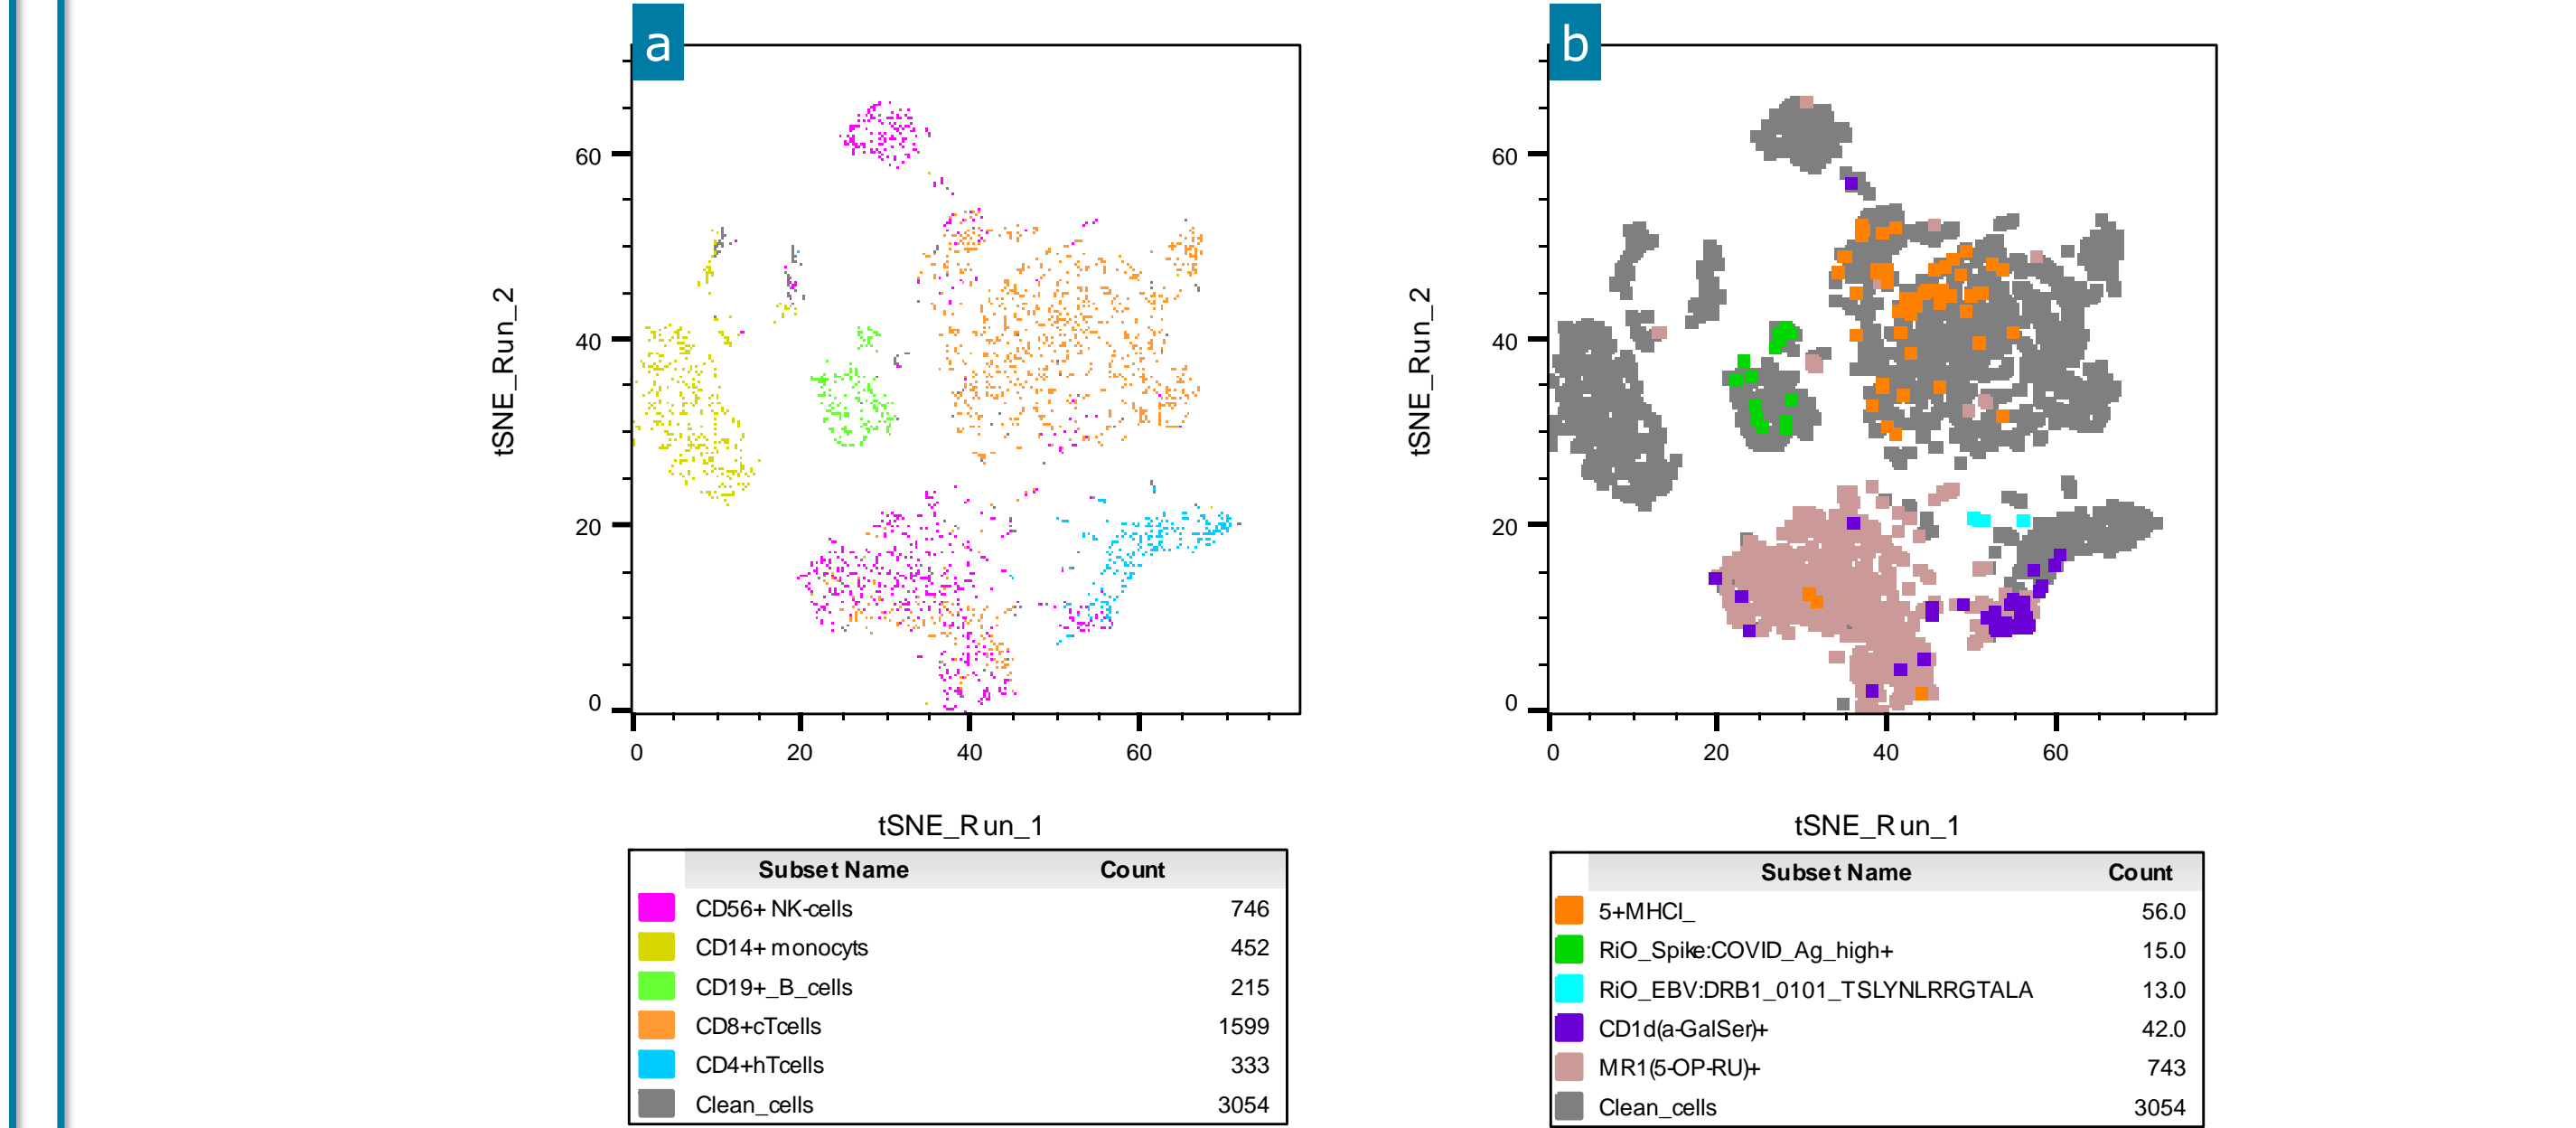 a
60
40
20
0
0 20 40 60
tSNE_Run_2
tSNE_Run_1
Subset Name Count
CD56+ NK-cells 746
CD14+ monocyts 452
CD19+_B_cells 215
CD8+cTcells 1599
CD4+hTcells 333
Clean_cells 3054
b
60
40
20
0
0 20 40 60
tSNE_Run_2
tSNE_Run_1
Subset Name Count
5+MHCI_ 56.0
RiO_Spike:COVID_Ag_high+ 15.0
RiO_EBV:DRB1_0101_TSLYNLRRGTALA 13.0
CD1d(a-GalSer)+ 42.0
MR1(5-OP-RU)+ 743
Clean_cells 3054